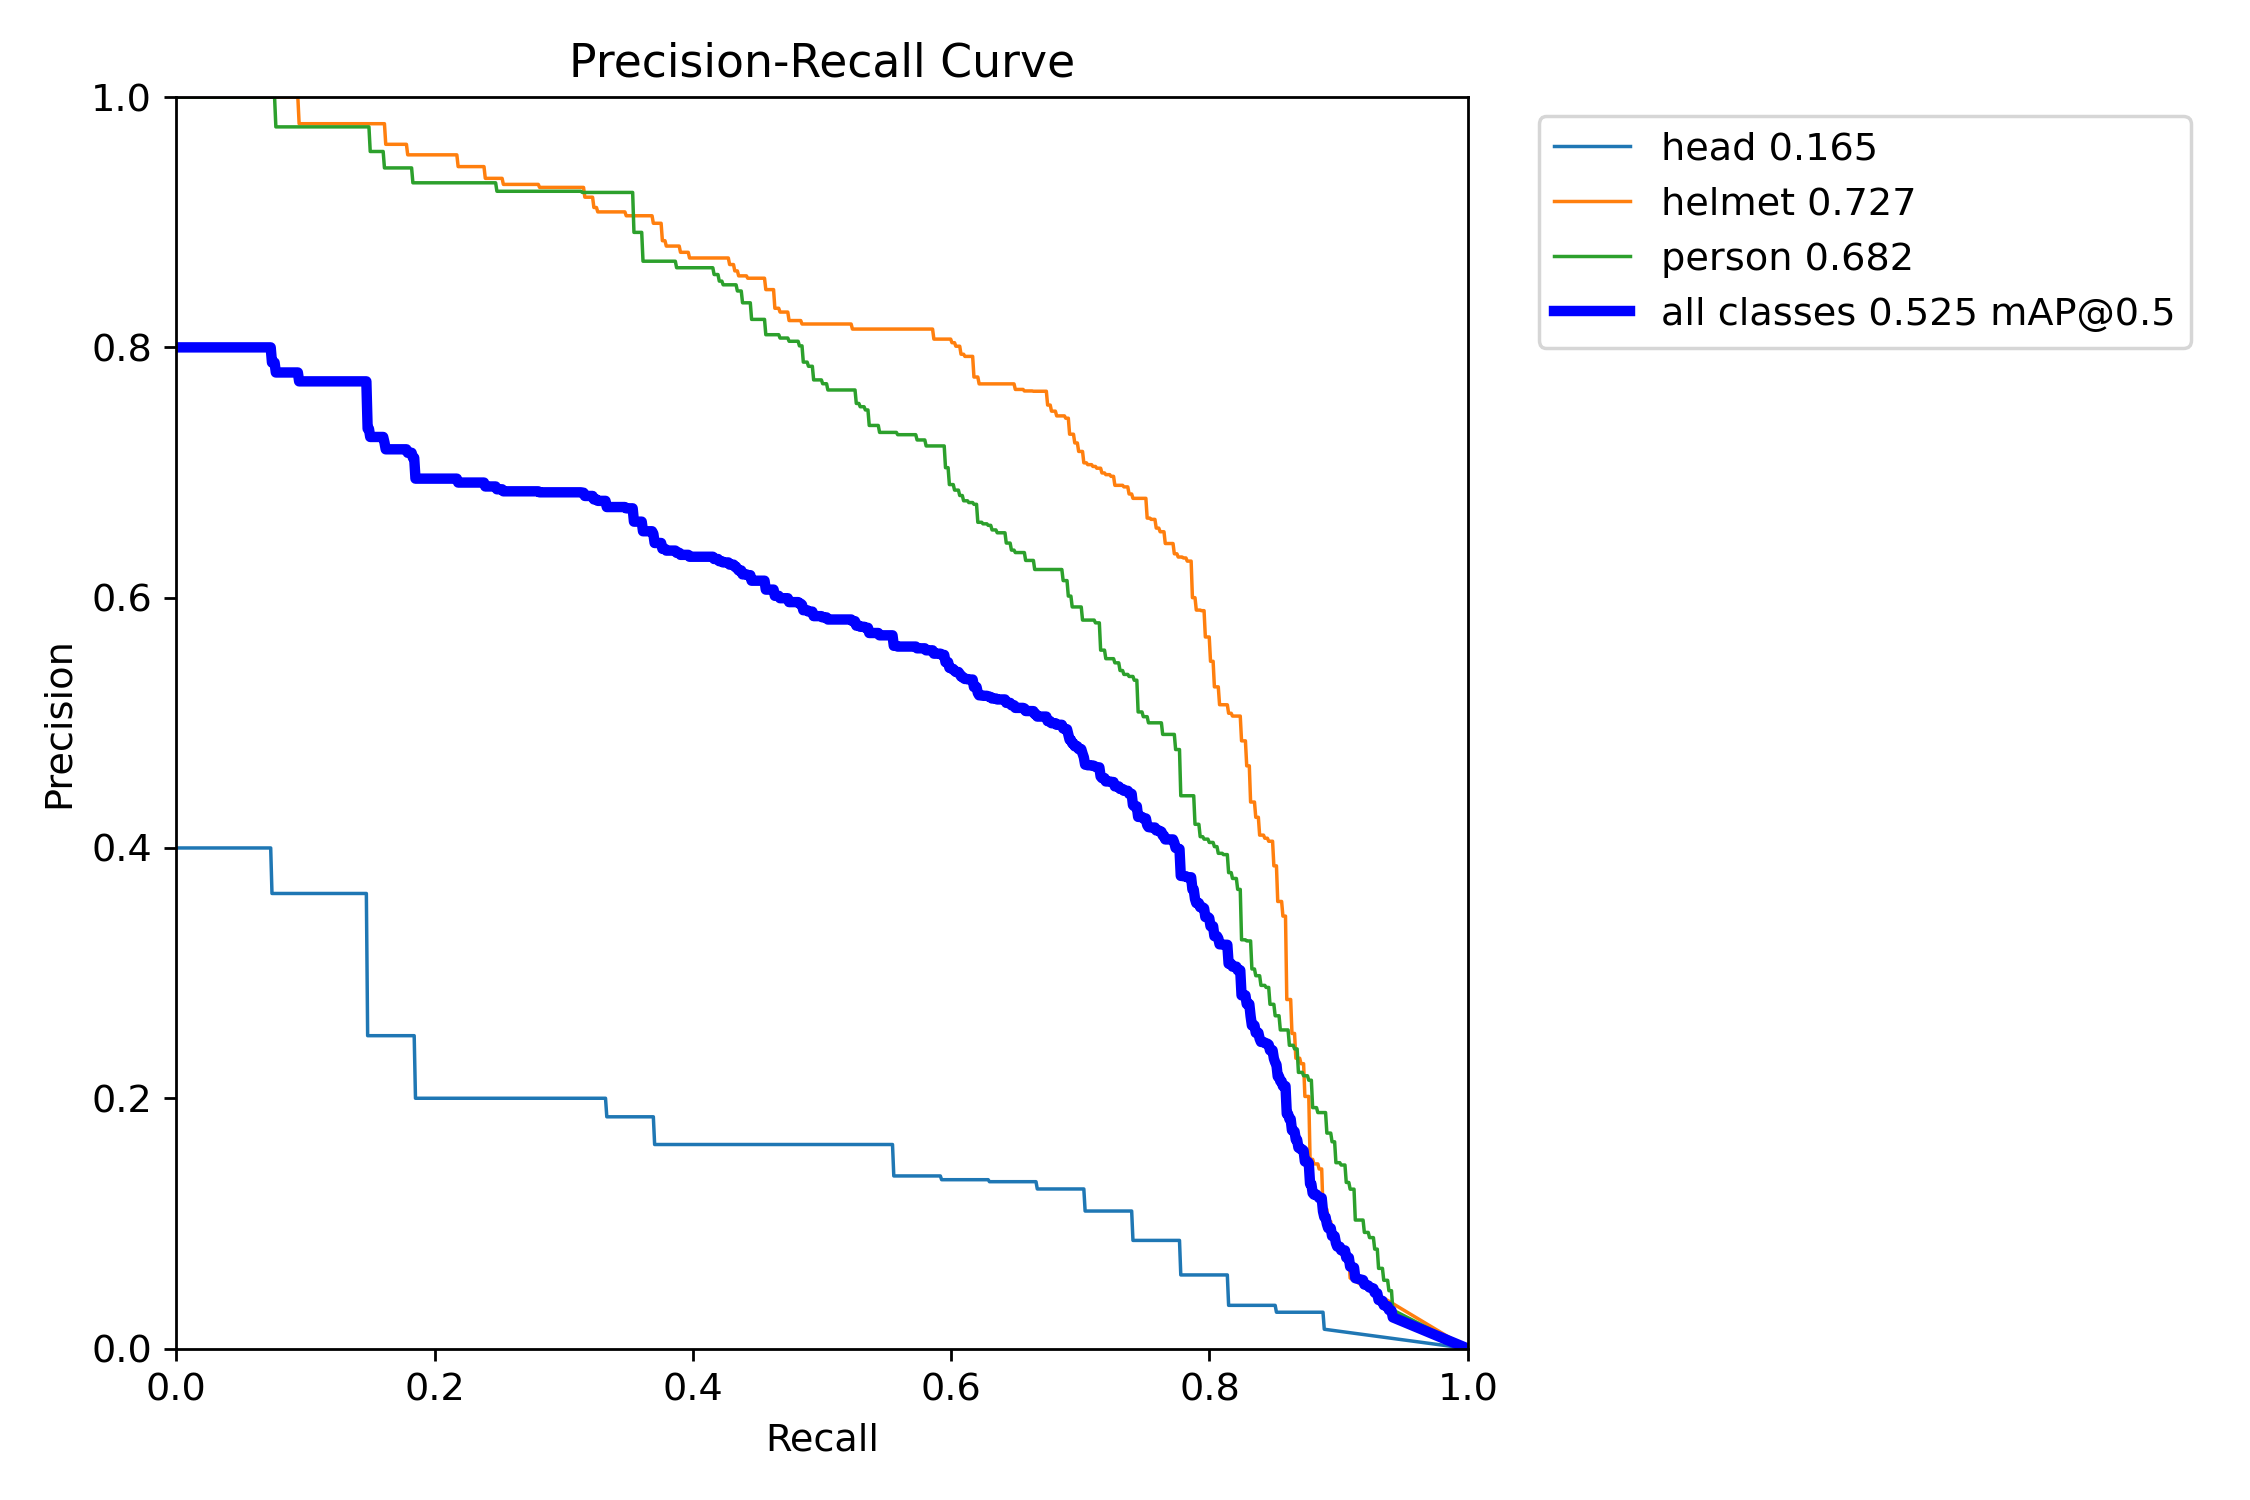 Precision-Recall Curve
head 0.165
helmet 0.727
person 0.682
all classes 0.525 mAP@0.5
Precision
1.0
0.8
0.6
0.4
0.2
0.0
0.0 0.2 0.4 0.6 0.8 1.0
Recall